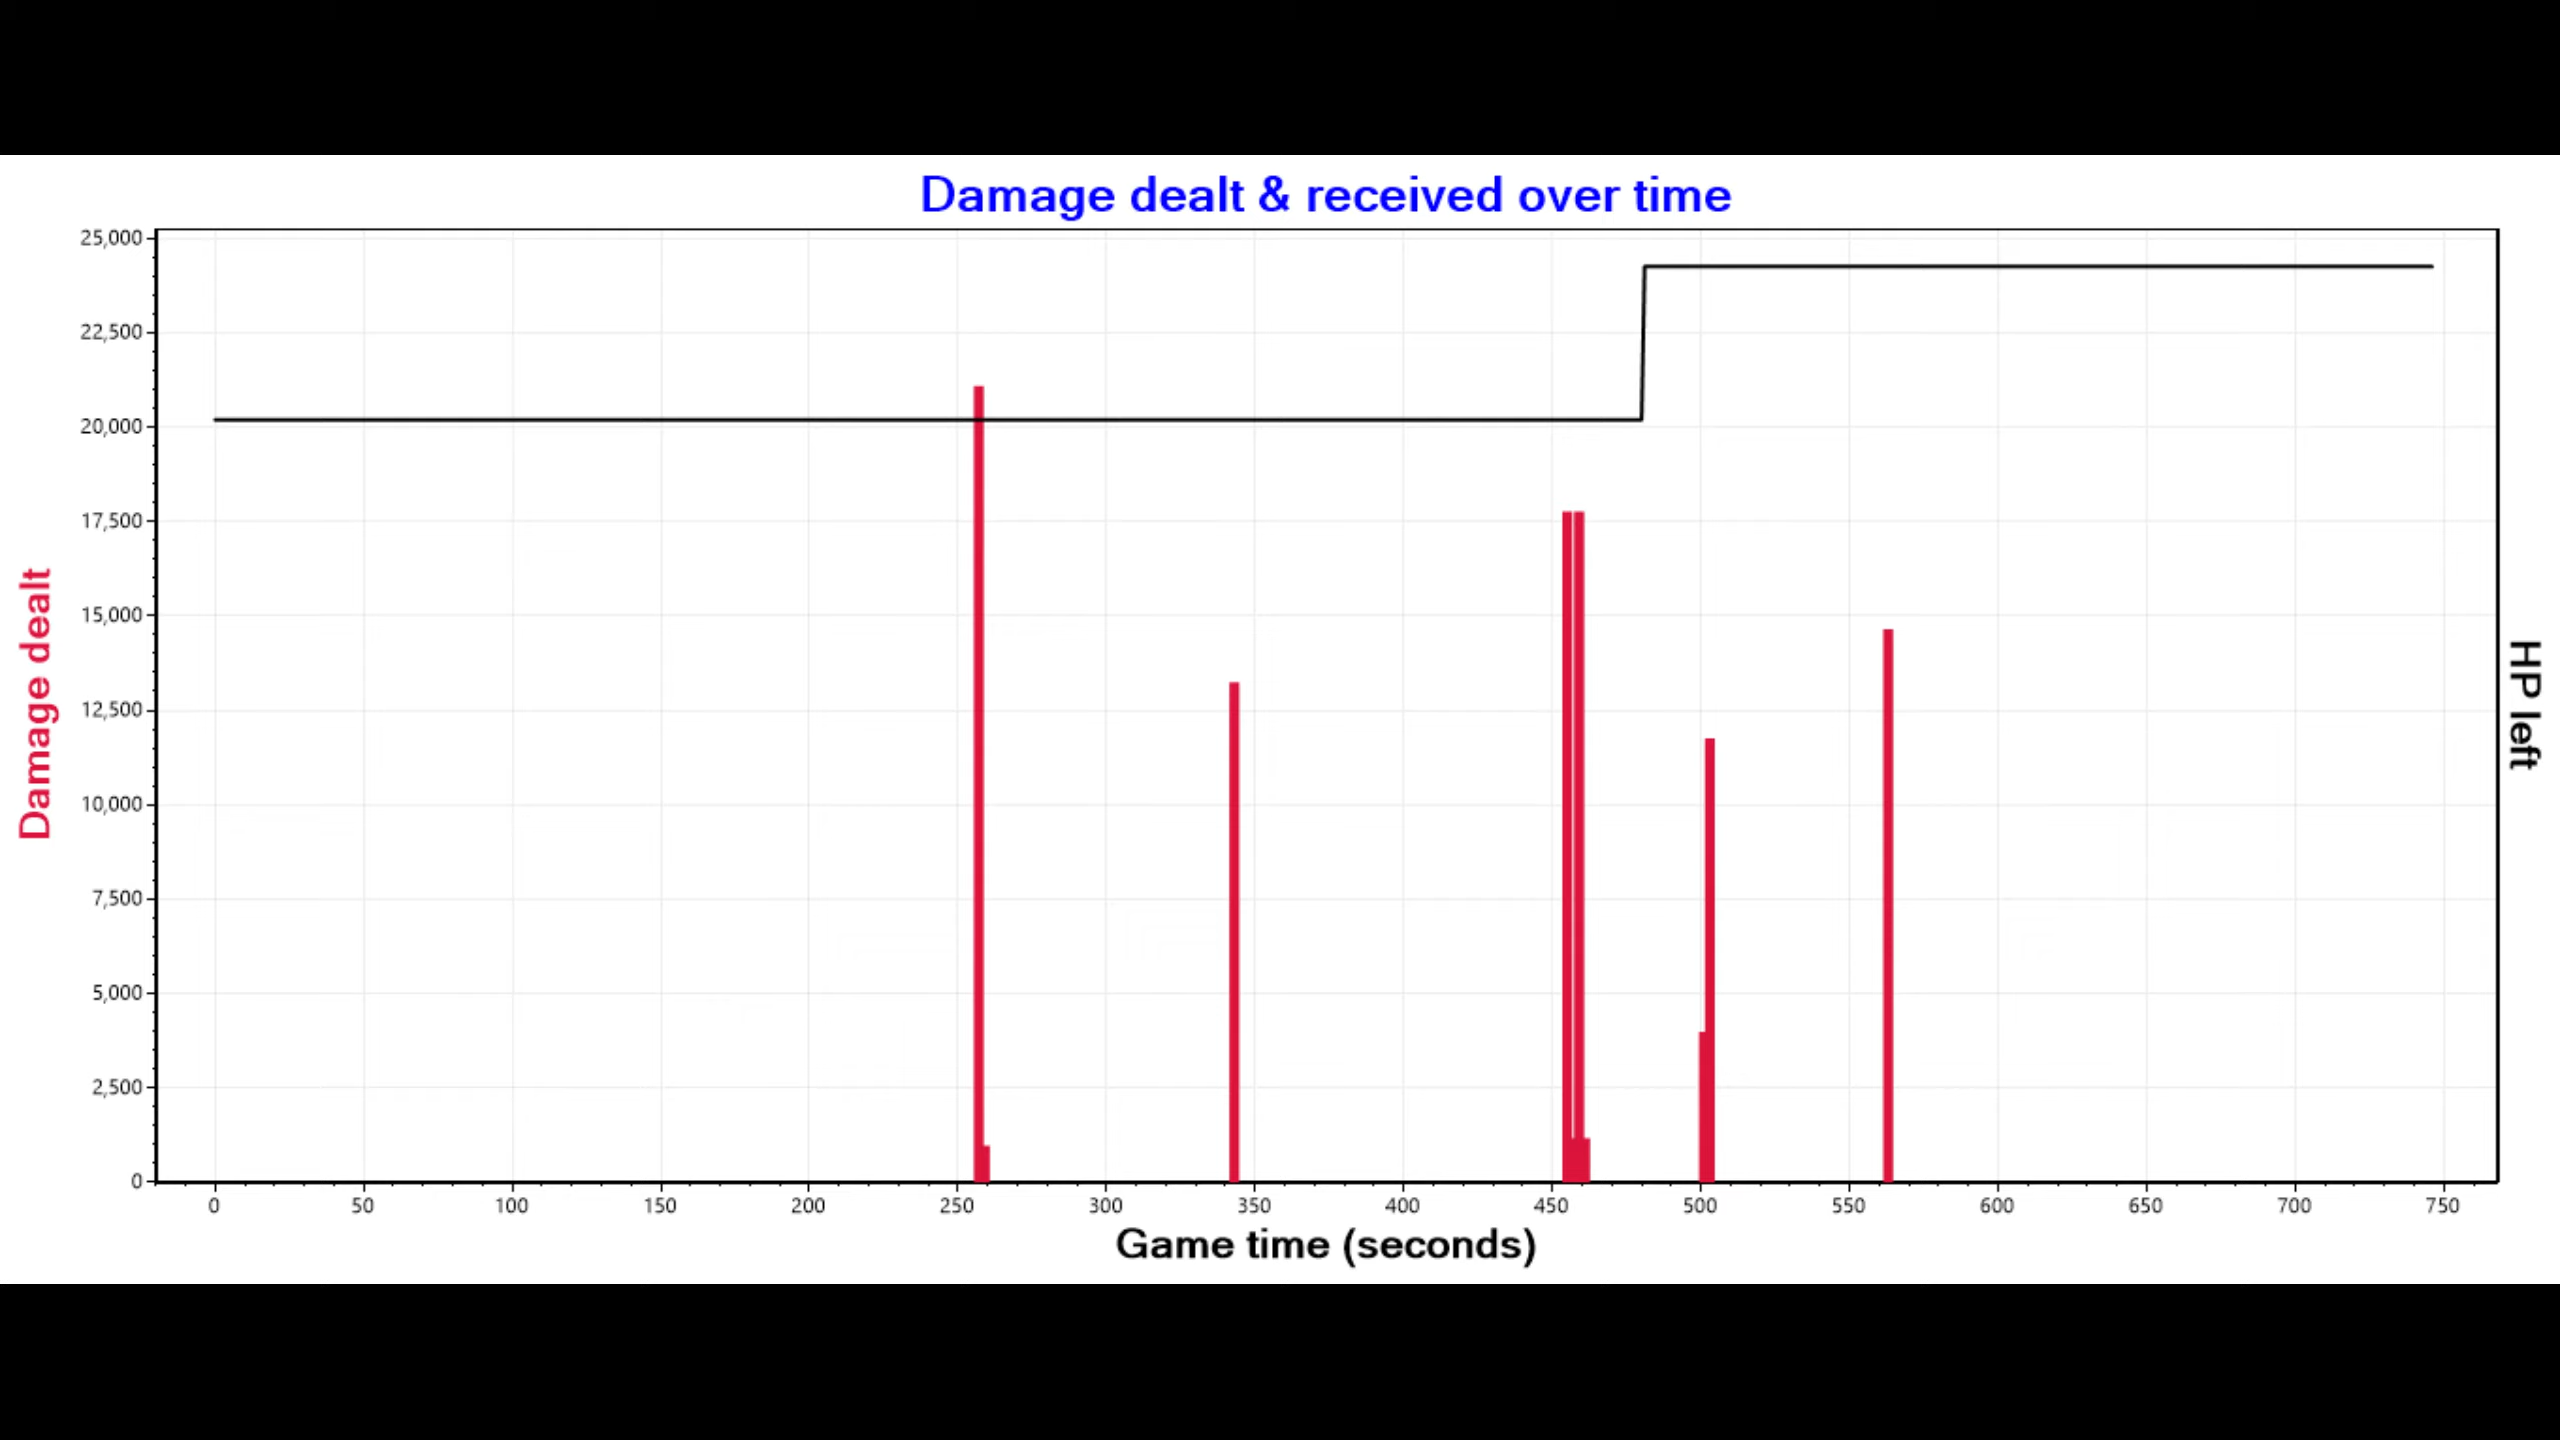 Damage dealt & received over time
25,000
22,500
20,000
17,500
15,000
12,500
10,000
7,500
5,000
2,500
0
Damage dealt
HP left
0 50 100 150 200 250 300 350 400 450 500 550 600 650 700 750
Game time (seconds)